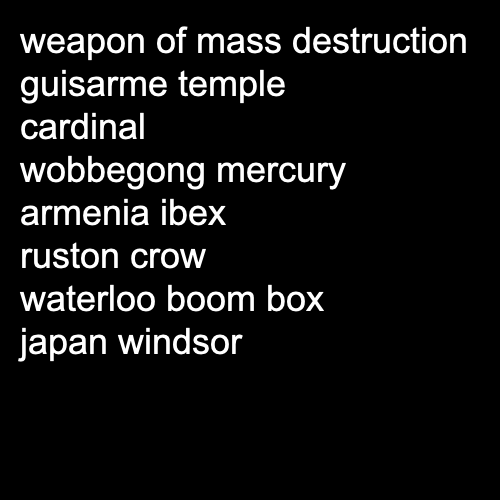 weapon of mass destruction
guisarme temple
cardinal
wobbegong mercury
armenia ibex
ruston crow
waterloo boom box
japan windsor